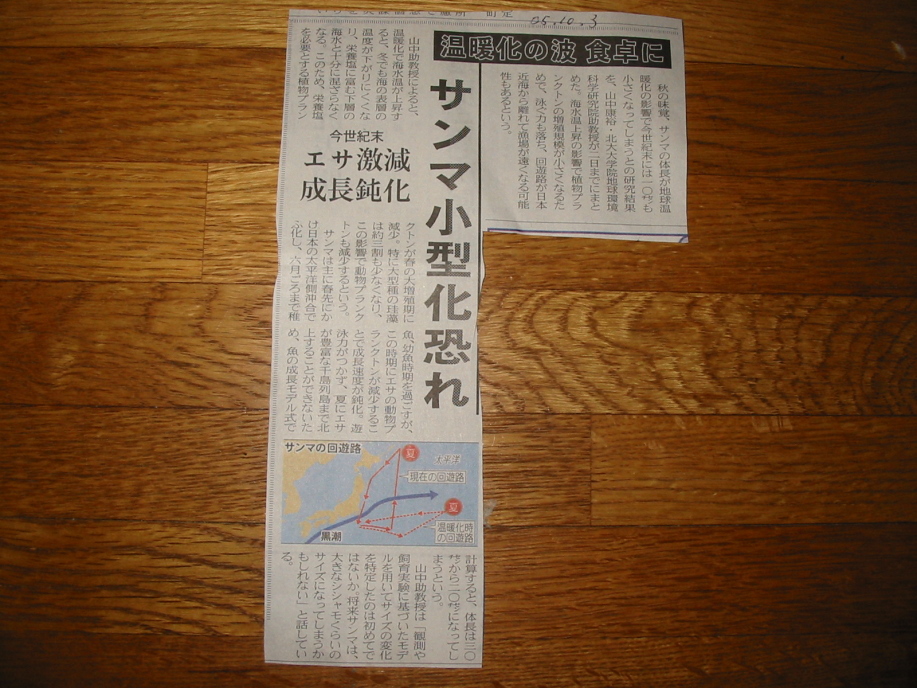 05.10.3
温暖化の波 食卓に
サンマ小型化恐れ
今世紀末
エサ激減
成長鈍化
秋の味覚、サンマの体長が地球温
暖化の影響で今世紀末には一〇㌢も
小さくなってしまうとの研究結果
を、山中康裕・北大大学院地球環境
科学研究院助教授が一日までにまと
めた。海水温上昇の影響で植物プラ
ンクトンの増殖規模が小さくなるた
めで、泳ぐ力も落ち、回遊路が日本
近海から離れて漁場が遠くなる可能
性もあるという。
山中助教授によると、
温暖化で海水温が上昇す
ると、冬でも海の表層の
温度が下がりにくくな
り、栄養塩に富む下層の
海水と十分に混ざらなく
なる。このため、栄養塩
を必要とする植物プラン
クトンが春の大増殖期に
減少。特に大型種の珪藻
は約三割も少なくなり、
この影響で動物プランク
トンも減少するという。
サンマは主に春先にか
け日本の太平洋側沖合で
ふ化し、六月ごろまで稚
魚、幼魚時期を過ごすが、
この時期にエサの動物プ
ランクトンが減少するこ
とで成長速度が鈍化。遊
泳力がつかず、夏にエサ
が豊富な千島列島まで北
上することができないた
め、魚の成長モデル式で
計算すると、体長は三〇
㌢から二〇㌢になってし
まうという。
山中助教授は「観測や
飼育実験に基づいたモデ
ルを用いてサイズの変化
を特定したのは初めてで
はないか。将来サンマは、
大きなシシャモくらいの
サイズになってしまうか
もしれない」と話してい
る。
サンマの回遊路
夏
太平洋
現在の回遊路
夏
温暖化時
の回遊路
黒潮